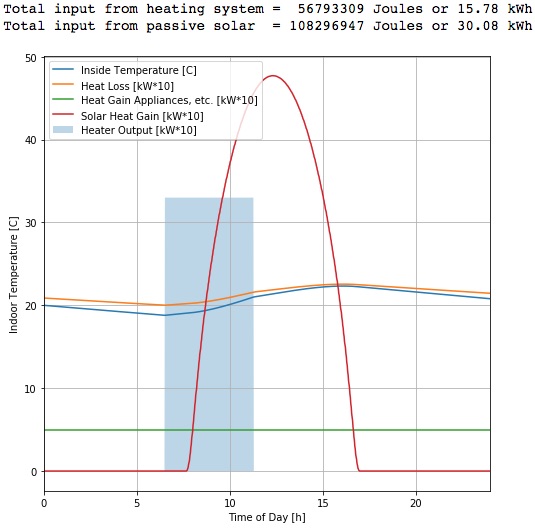 Total input from heating system =  56793309 Joules or 15.78 kWh
Total input from passive solar  = 108296947 Joules or 30.08 kWh
50
40
30
20
10
0
Indoor Temperature [C]
Inside Temperature [C]
Heat Loss [kW*10]
Heat Gain Appliances, etc. [kW*10]
Solar Heat Gain [kW*10]
Heater Output [kW*10]
0 5 10 15 20
Time of Day [h]